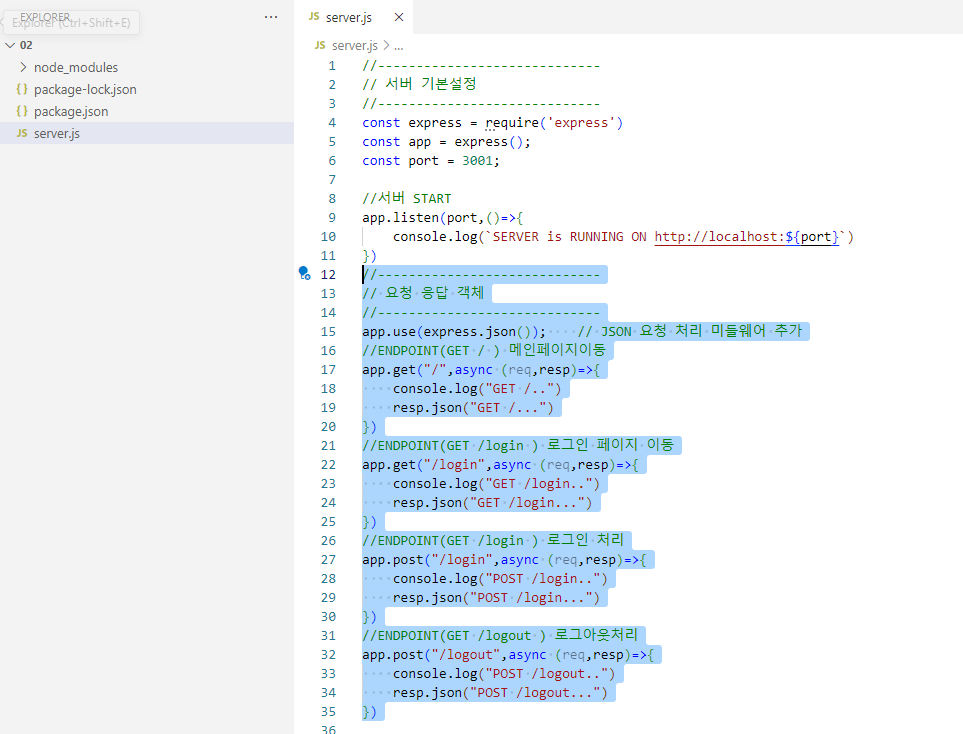 EXPLORER
Explorer (Ctrl+Shift+E)
...
02
node_modules
{} package-lock.json
{} package.json
JS server.js
JS server.js ×
JS server.js > ...
1 //-----------------------------
2 // 서버 기본설정
3 //-----------------------------
4 const express = require('express')
5 const app = express();
6 const port = 3001;
7
8 //서버 START
9 app.listen(port,()=>{
10     console.log(`SERVER is RUNNING ON http://localhost:${port}`)
11 })
12 //-----------------------------
13 // 요청 응답 객체
14 //-----------------------------
15 app.use(express.json());    // JSON 요청 처리 미들웨어 추가
16 //ENDPOINT(GET / ) 메인페이지이동
17 app.get("/",async (req,resp)=>{
18     console.log("GET /..")
19     resp.json("GET /...")
20 })
21 //ENDPOINT(GET /login ) 로그인 페이지 이동
22 app.get("/login",async (req,resp)=>{
23     console.log("GET /login..")
24     resp.json("GET /login...")
25 })
26 //ENDPOINT(GET /login ) 로그인 처리
27 app.post("/login",async (req,resp)=>{
28     console.log("POST /login..")
29     resp.json("POST /login...")
30 })
31 //ENDPOINT(GET /logout ) 로그아웃처리
32 app.post("/logout",async (req,resp)=>{
33     console.log("POST /logout..")
34     resp.json("POST /logout...")
35 })
36